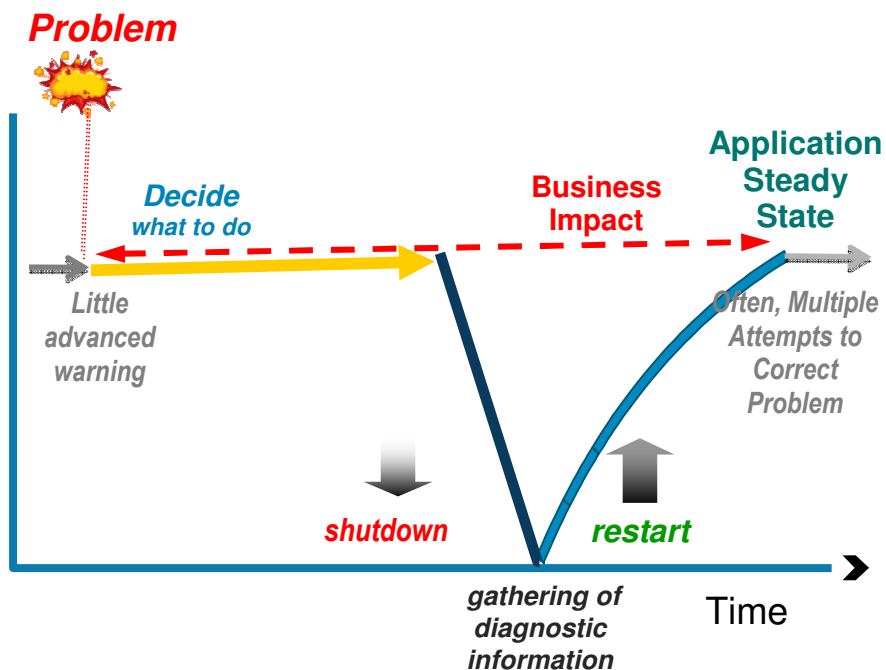 Problem
Decide
what to do
Business
Impact
Application
Steady
State
Little
advanced
warning
Often, Multiple
Attempts to
Correct
Problem
shutdown
restart
gathering of
diagnostic
information
Time